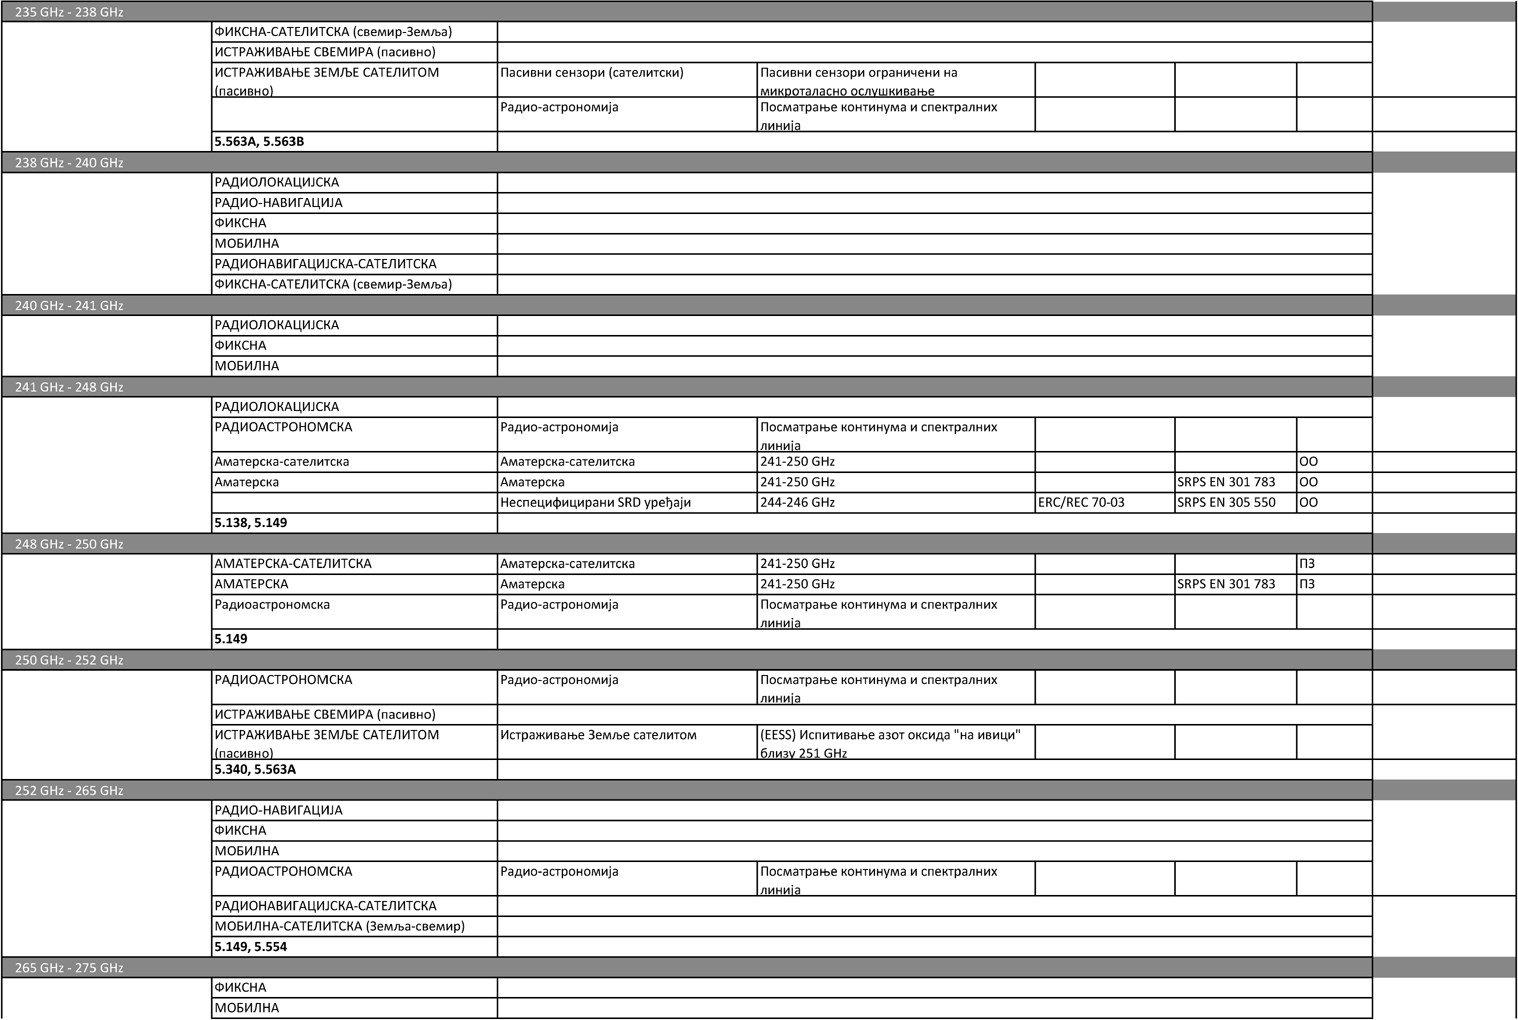 235 GHz - 238 GHz
ФИКСНА-САТЕЛИТСКА (свемир-Земља)
ИСТРАЖИВАЊЕ СВЕМИРА (пасивно)
ИСТРАЖИВАЊЕ ЗЕМЉЕ САТЕЛИТОМ (пасивно) Пасивни сензори (сателитски) Пасивни сензори ограничени на микроталасно ослушкивање
Радио-астрономија Посматрање континума и спектралних линија
5.563A, 5.563B
238 GHz - 240 GHz
РАДИОЛОКАЦИЈСКА
РАДИО-НАВИГАЦИЈА
ФИКСНА
МОБИЛНА
РАДИОНАВИГАЦИЈСКА-САТЕЛИТСКА
ФИКСНА-САТЕЛИТСКА (свемир-Земља)
240 GHz - 241 GHz
РАДИОЛОКАЦИЈСКА
ФИКСНА
МОБИЛНА
241 GHz - 248 GHz
РАДИОЛОКАЦИЈСКА
РАДИОАСТРОНОМСКА Радио-астрономија Посматрање континума и спектралних линија
Аматерска-сателитска Аматерска-сателитска 241-250 GHz ОО
Аматерска Аматерска 241-250 GHz SRPS EN 301 783 ОО
Неспецифицирани SRD уређаји 244-246 GHz ERC/REC 70-03 SRPS EN 305 550 ОО
5.138, 5.149
248 GHz - 250 GHz
АМАТЕРСКА-САТЕЛИТСКА Аматерска-сателитска 241-250 GHz ПЗ
АМАТЕРСКА Аматерска 241-250 GHz SRPS EN 301 783 ПЗ
Радиоастрономска Радио-астрономија Посматрање континума и спектралних линија
5.149
250 GHz - 252 GHz
РАДИОАСТРОНОМСКА Радио-астрономија Посматрање континума и спектралних линија
ИСТРАЖИВАЊЕ СВЕМИРА (пасивно)
ИСТРАЖИВАЊЕ ЗЕМЉЕ САТЕЛИТОМ (пасивно) Истраживање Земље сателитом (EESS) Испитивање азот оксида "на ивици" близу 251 GHz
5.340, 5.563A
252 GHz - 265 GHz
РАДИО-НАВИГАЦИЈА
ФИКСНА
МОБИЛНА
РАДИОАСТРОНОМСКА Радио-астрономија Посматрање континума и спектралних линија
РАДИОНАВИГАЦИЈСКА-САТЕЛИТСКА
МОБИЛНА-САТЕЛИТСКА (Земља-свемир)
5.149, 5.554
265 GHz - 275 GHz
ФИКСНА
МОБИЛНА